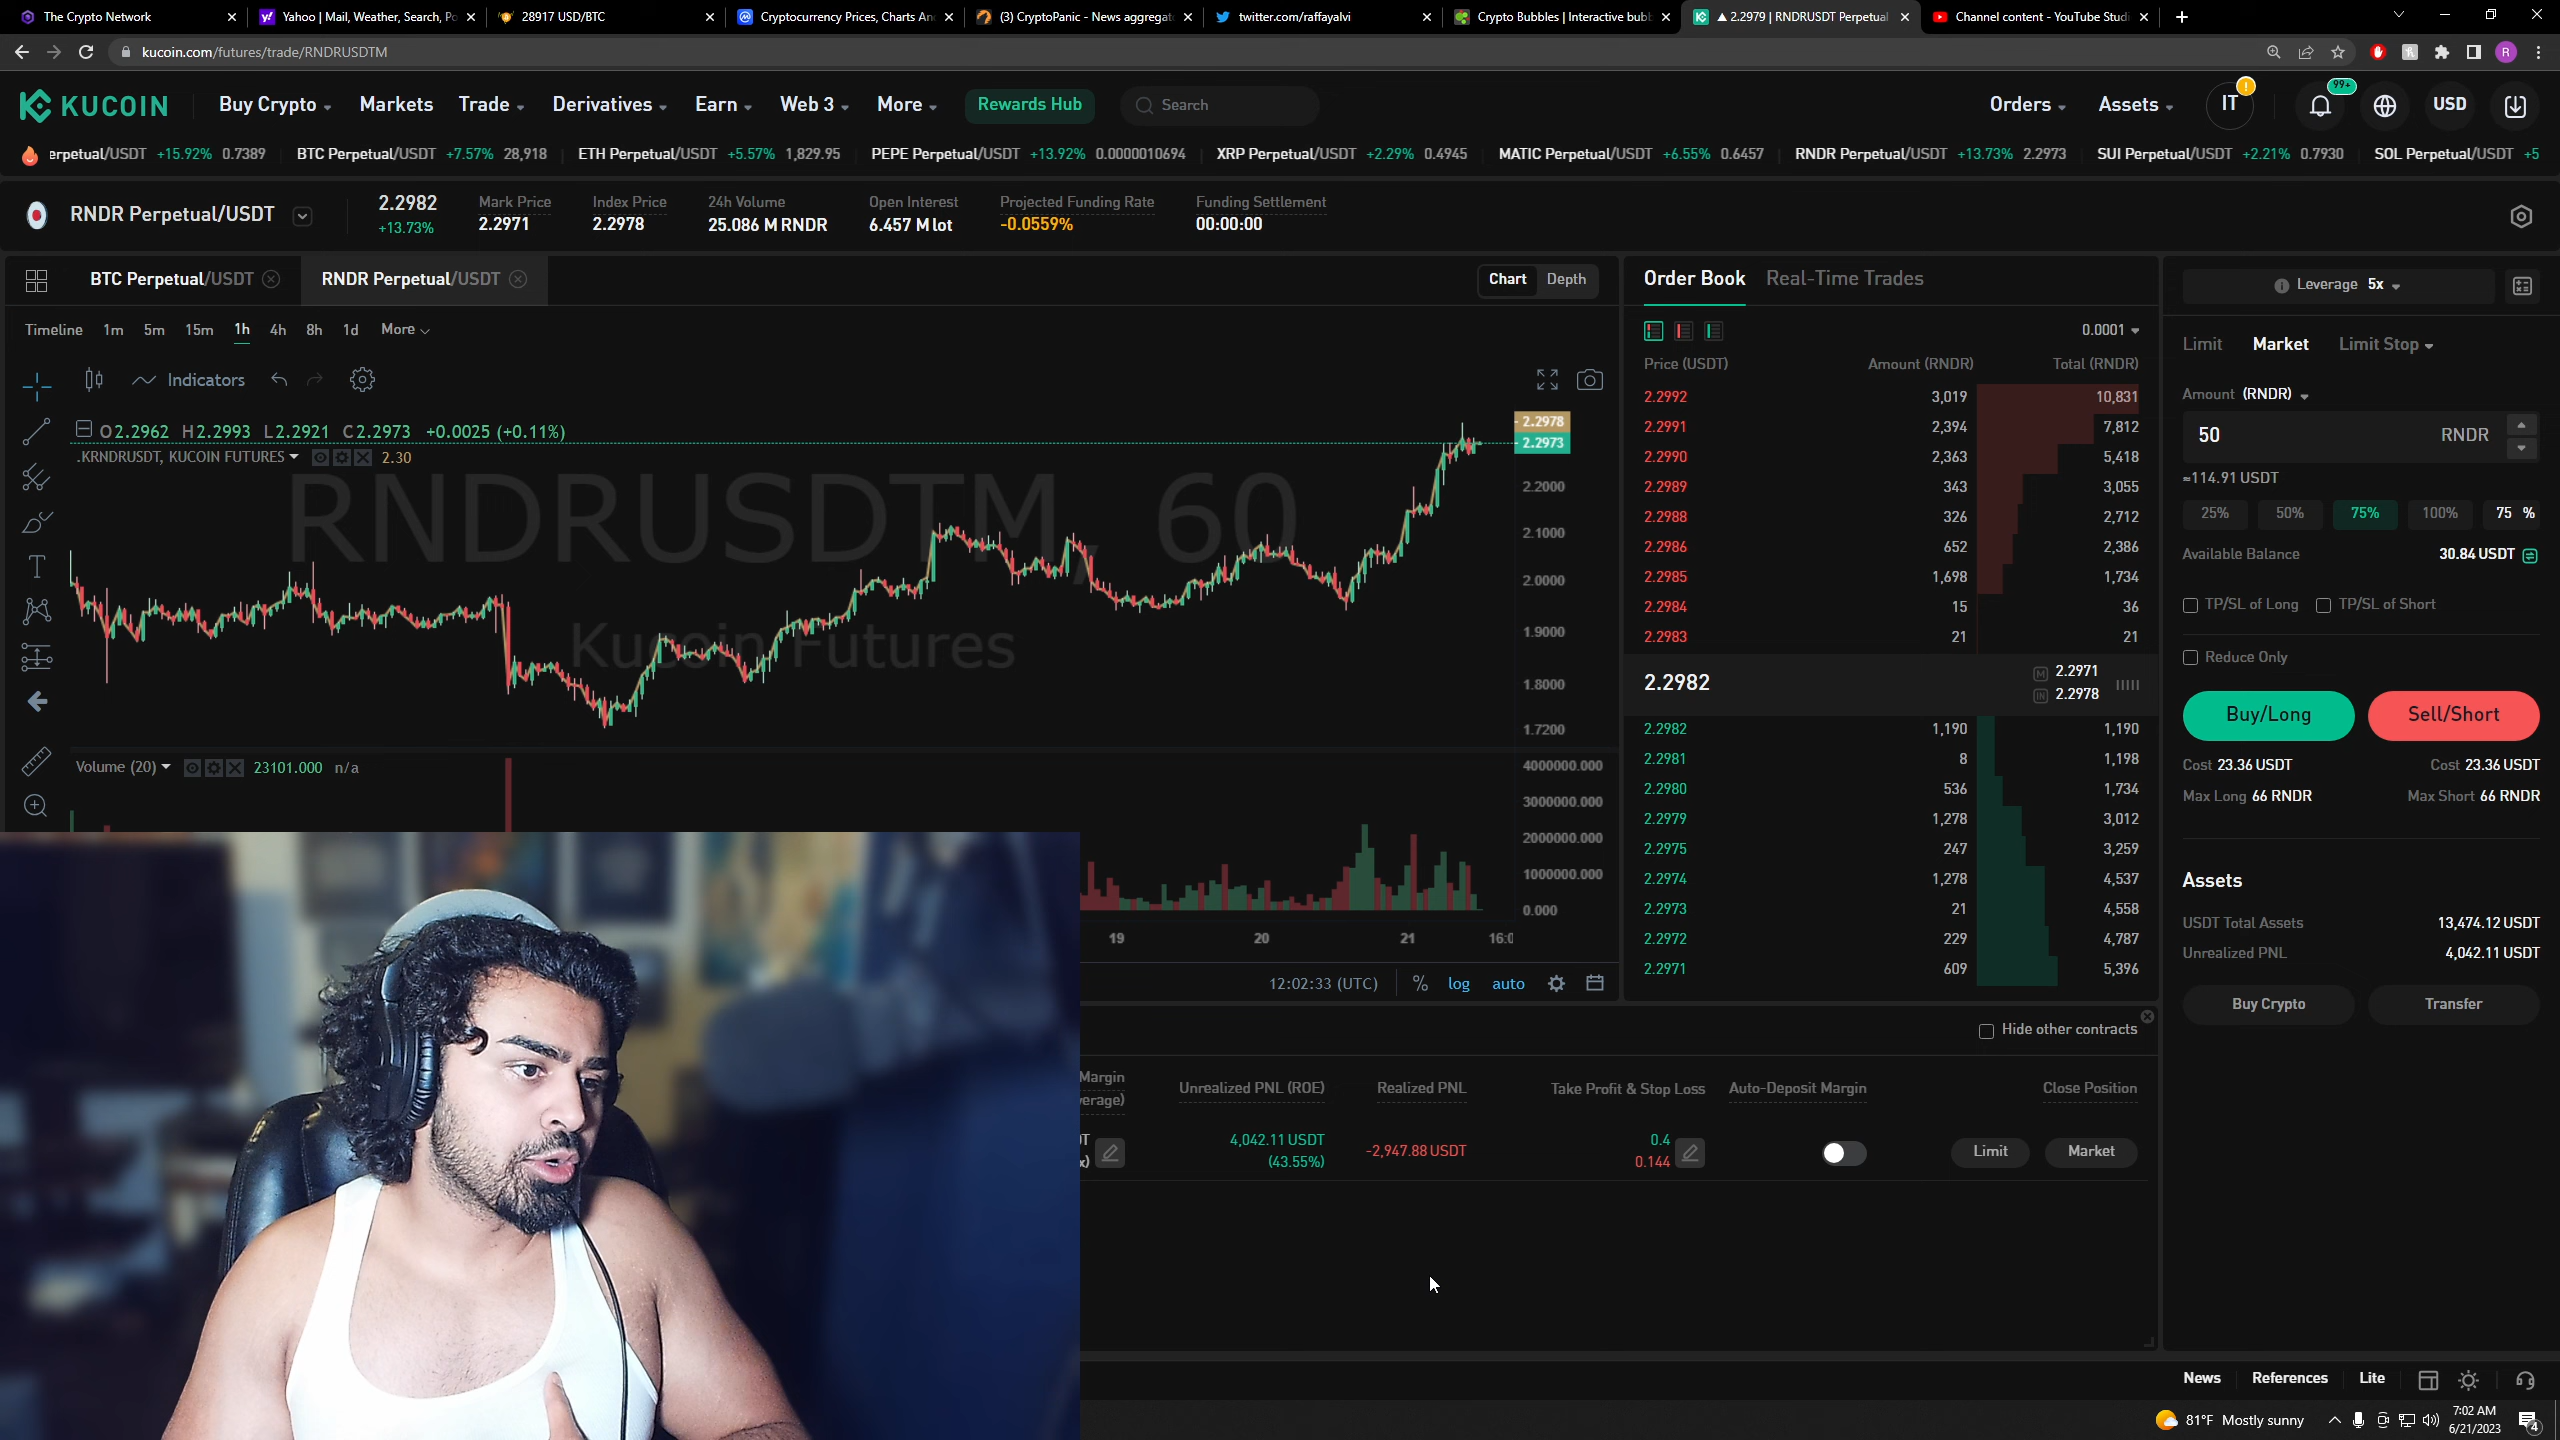 The Crypto Network
Yahoo | Mail, Weather, Search, Po
28917 USD/BTC
Cryptocurrency Prices, Charts An
(3) CryptoPanic - News aggregat
twitter.com/raffayalvi
Crypto Bubbles | Interactive bubb
▲ 2.2979 | RNDRUSDT Perpetual
Channel content - YouTube Studi
kucoin.com/futures/trade/RNDRUSDTM
R
KUCOIN Buy Crypto Markets Trade Derivatives Earn Web 3 More Rewards Hub Search Orders Assets IT 99+ USD
erpetual/USDT +15.92% 0.7389 BTC Perpetual/USDT +7.57% 28,918 ETH Perpetual/USDT +5.57% 1,829.95 PEPE Perpetual/USDT +13.92% 0.0000010694 XRP Perpetual/USDT +2.29% 0.4945 MATIC Perpetual/USDT +6.55% 0.6457 RNDR Perpetual/USDT +13.73% 2.2973 SUI Perpetual/USDT +2.21% 0.7930 SOL Perpetual/USDT +5
RNDR Perpetual/USDT
2.2982
+13.73%
Mark Price
2.2971
Index Price
2.2978
24h Volume
25.086 M RNDR
Open Interest
6.457 M lot
Projected Funding Rate
-0.0559%
Funding Settlement
00:00:00
BTC Perpetual/USDT RNDR Perpetual/USDT Chart Depth
Timeline 1m 5m 15m 1h 4h 8h 1d More
Indicators
O2.2962 H2.2993 L2.2921 C2.2973 +0.0025 (+0.11%)
.KRNDRUSDT, KUCOIN FUTURES 2.30
RNDRUSDTM, 60
Kucoin Futures
2.2978
2.2973
2.2000
2.1000
2.0000
1.9000
1.8000
1.7200
Volume (20) 23101.000 n/a
4000000.000
3000000.000
2000000.000
1000000.000
0.000
19 20 21 16:0
12:02:33 (UTC) % log auto
Order Book Real-Time Trades
0.0001
Price (USDT) Amount (RNDR) Total (RNDR)
2.2992 3,019 10,831
2.2991 2,394 7,812
2.2990 2,363 5,418
2.2989 343 3,055
2.2988 326 2,712
2.2986 652 2,386
2.2985 1,698 1,734
2.2984 15 36
2.2983 21 21
2.2982 M 2.2971
IN 2.2978
2.2982 1,190 1,190
2.2981 8 1,198
2.2980 536 1,734
2.2979 1,278 3,012
2.2975 247 3,259
2.2974 1,278 4,537
2.2973 21 4,558
2.2972 229 4,787
2.2971 609 5,396
Leverage 5x
Limit Market Limit Stop
Amount (RNDR)
50 RNDR
≈114.91 USDT
25% 50% 75% 100% 75 %
Available Balance 30.84 USDT
TP/SL of Long TP/SL of Short
Reduce Only
Buy/Long Sell/Short
Cost 23.36 USDT Cost 23.36 USDT
Max Long 66 RNDR Max Short 66 RNDR
Assets
USDT Total Assets 13,474.12 USDT
Unrealized PNL 4,042.11 USDT
Buy Crypto Transfer
Hide other contracts
Margin
erage)
Unrealized PNL (ROE) Realized PNL Take Profit & Stop Loss Auto-Deposit Margin Close Position
T
x)
4,042.11 USDT
(43.55%)
-2,947.88 USDT
0.4
0.144
Limit Market
News References Lite
81°F Mostly sunny
7:02 AM
6/21/2023
4